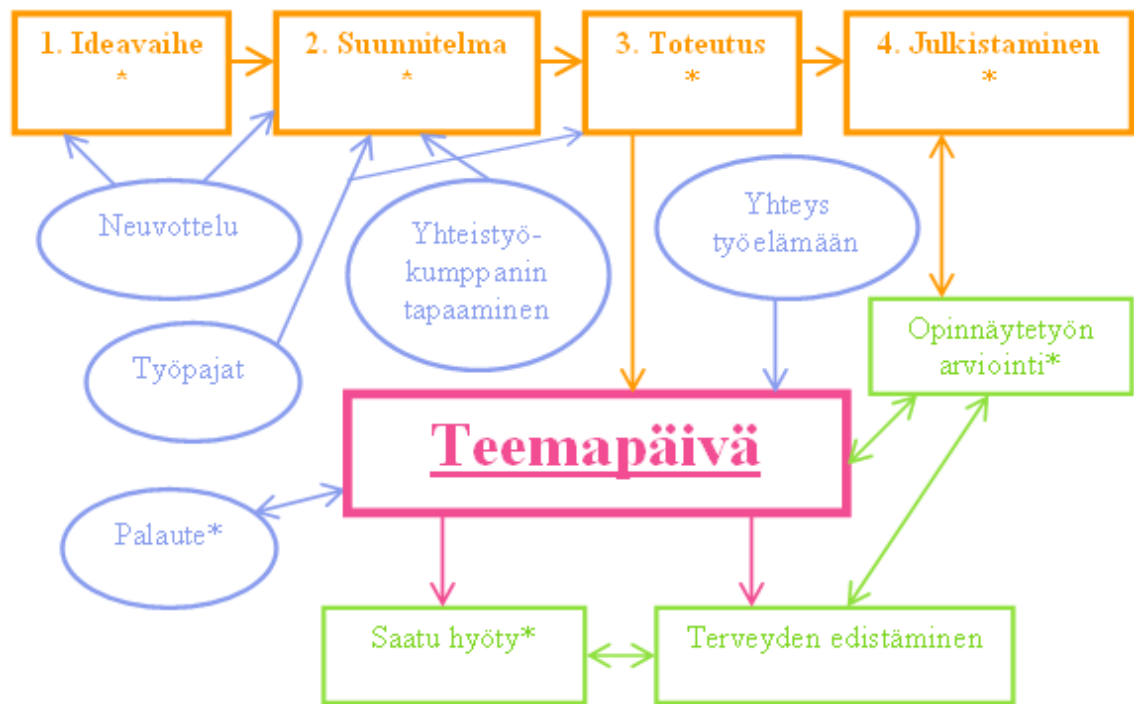 1. Ideavaihe
*
2. Suunnitelma
*
3. Toteutus
*
4. Julkistaminen
*
Neuvottelu
Yhteistyö-
kumppanin
tapaaminen
Yhteys
työelämään
Työpajat
Opinnäytetyön
arviointi*
Teemapäivä
Palaute*
Saatu hyöty*
Terveyden edistäminen